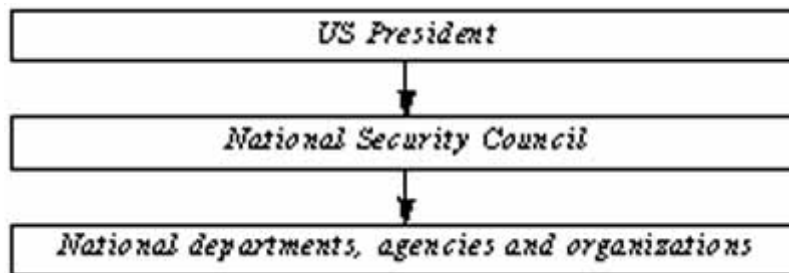 US President
National Security Council
National departments, agencies and organizations